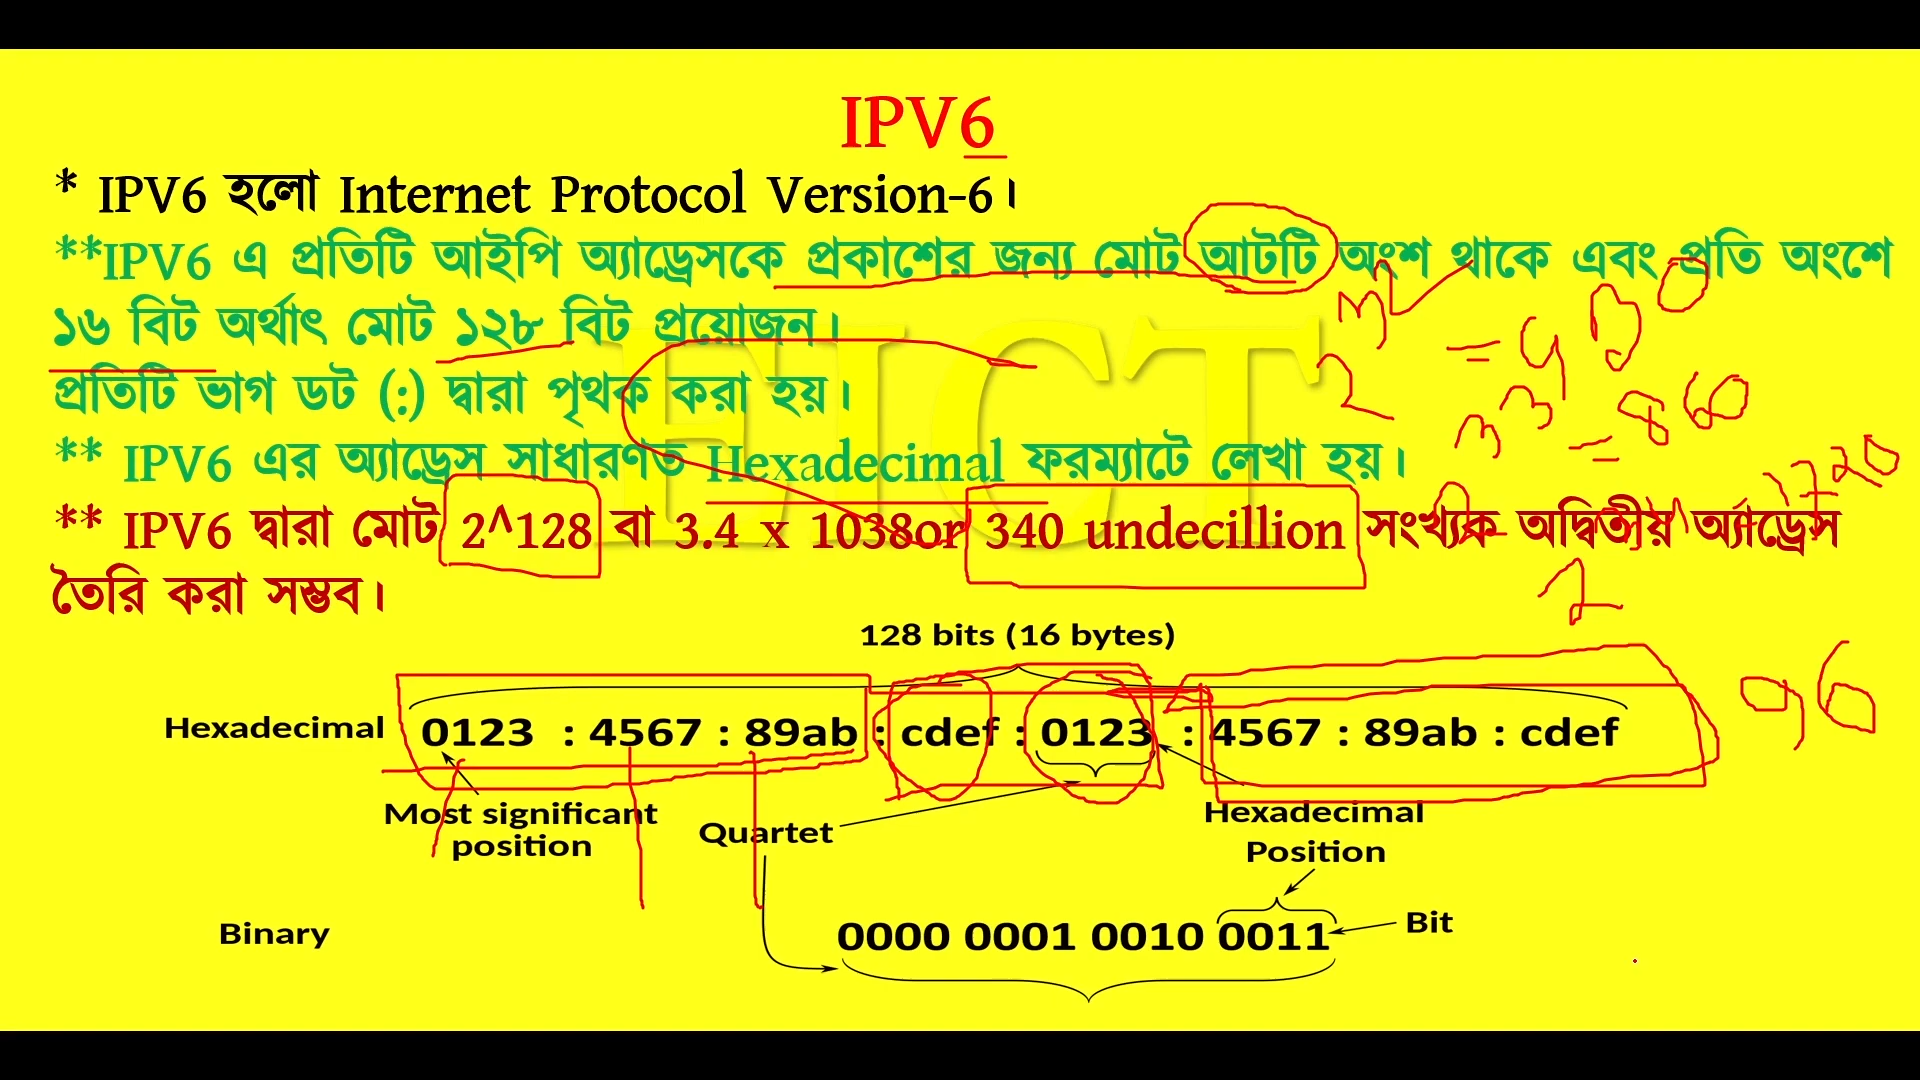 IPV6
* IPV6 হলো Internet Protocol Version-6।
**IPV6 এ প্রতিটি আইপি অ্যাড্রেসকে প্রকাশের জন্য মোট আটটি অংশ থাকে এবং প্রতি অংশে
১৬ বিট অর্থাৎ মোট ১২৮ বিট প্রয়োজন।
প্রতিটি ভাগ ডট (:) দ্বারা পৃথক করা হয়।
** IPV6 এর অ্যাড্রেস সাধারণত Hexadecimal ফরম্যাটে লেখা হয়।
** IPV6 দ্বারা মোট 2^128 বা 3.4 x 1038or 340 undecillion সংখ্যক অদ্বিতীয় অ্যাড্রেস
তৈরি করা সম্ভব।
EICT
128 bits (16 bytes)
Hexadecimal 0123 : 4567 : 89ab : cdef : 0123 : 4567 : 89ab : cdef
Most significant
position
Quartet
Hexadecimal
Position
Binary
0000 0001 0010 0011
Bit